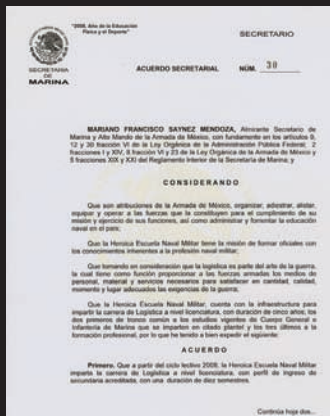 "2008, Año de la Educación
Física y el Deporte"
SECRETARIO
SECRETARIA
DE
MARINA
ACUERDO SECRETARIAL NÚM. 30
MARIANO FRANCISCO SAYNEZ MENDOZA, Almirante Secretario de
Marina y Alto Mando de la Armada de México, con fundamento en los artículos
12 y 30 fracción VI de la Ley Orgánica de la Administración Pública Federal; 2
fracciones I y XIV, 8 fracción VI y 23 de la Ley Orgánica de la Armada de México y
5 fracciones XIX y XXI del Reglamento Interior de la Secretaría de Marina; y
CONSIDERANDO
Que son atribuciones de la Armada de México, organizar, adiestrar, alistar,
equipar y operar a las fuerzas que la constituyen para el cumplimiento de su
misión y ejercicio de sus funciones, así como administrar y fomentar la educación
naval en el país;
Que la Heroica Escuela Naval Militar tiene la misión de formar oficiales con
los conocimientos inherentes a la profesión naval militar;
Que tomando en consideración que la logística es parte del arte de la guerra,
la cual tiene como función proporcionar a las fuerzas armadas los medios de
personal, material y servicios necesarios para satisfacer en cantidad, calidad,
momento y lugar adecuados las exigencias de la guerra;
Que la Heroica Escuela Naval Militar, cuenta con la infraestructura para
impartir la carrera de Logística a nivel licenciatura, con duración de cinco años; los
dos primeros de tronco común a los estudios vigentes de Cuerpo General e
Infantería de Marina que se imparten en citado plantel y los tres últimos a la
formación profesional, por lo que he tenido a bien expedir el siguiente:
ACUERDO
Primero. Que a partir del ciclo lectivo 2008, la Heroica Escuela Naval Militar
imparta la carrera de Logística a nivel licenciatura, con perfil de ingreso de
secundaria acreditada, con una duración de diez semestres.
Continúa hoja dos...